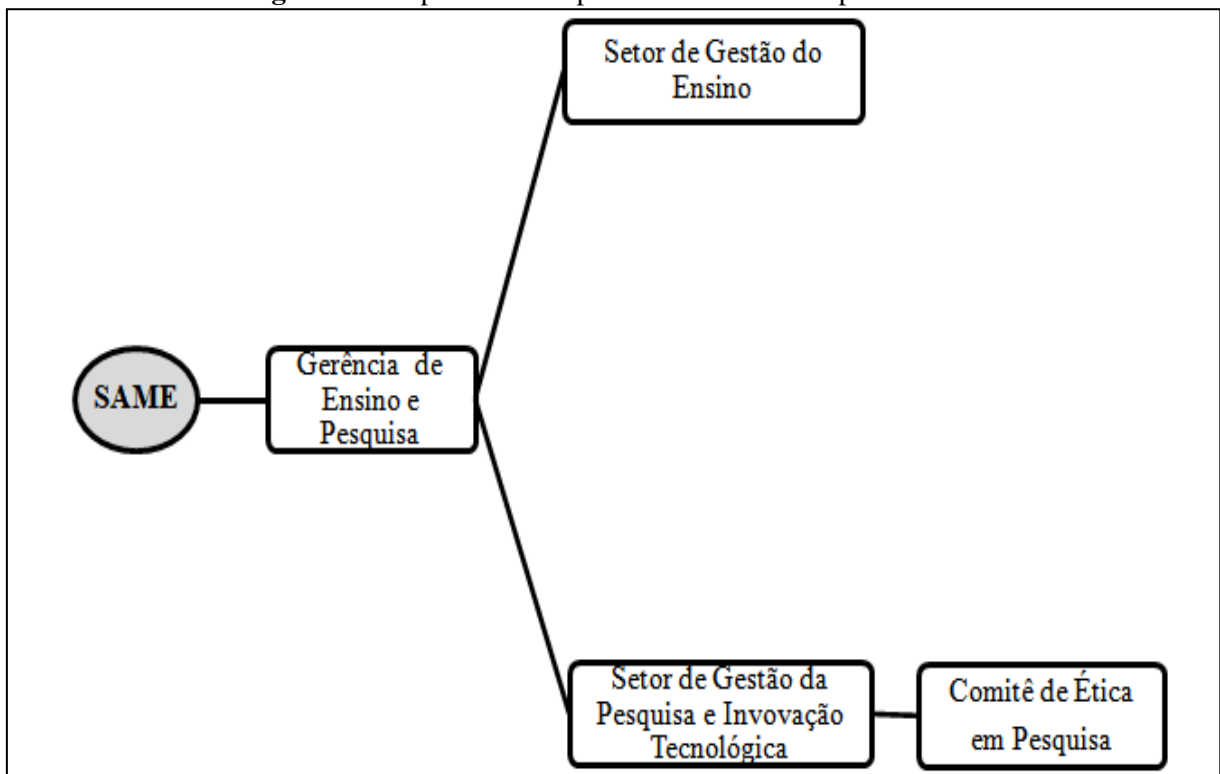 Setor de Gestão do
Ensino
SAME
Gerência de
Ensino e
Pesquisa
Setor de Gestão da
Pesquisa e Invovação
Tecnológica
Comitê de Ética
em Pesquisa